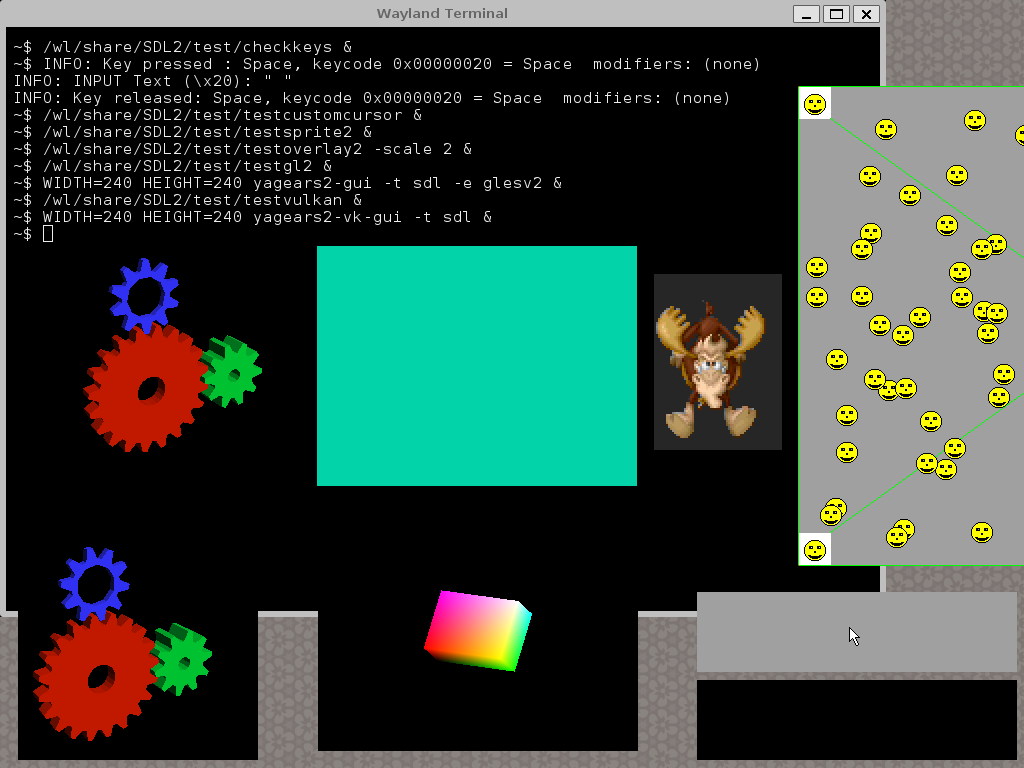 Wayland Terminal
~$ /wl/share/SDL2/test/checkkeys &
~$ INFO: Key pressed : Space, keycode 0x00000020 = Space  modifiers: (none)
INFO: INPUT Text (\x20): " "
INFO: Key released: Space, keycode 0x00000020 = Space  modifiers: (none)
~$ /wl/share/SDL2/test/testcustomcursor &
~$ /wl/share/SDL2/test/testsprite2 &
~$ /wl/share/SDL2/test/testoverlay2 -scale 2 &
~$ /wl/share/SDL2/test/testgl2 &
~$ WIDTH=240 HEIGHT=240 yagears2-gui -t sdl -e glesv2 &
~$ /wl/share/SDL2/test/testvulkan &
~$ WIDTH=240 HEIGHT=240 yagears2-vk-gui -t sdl &
~$